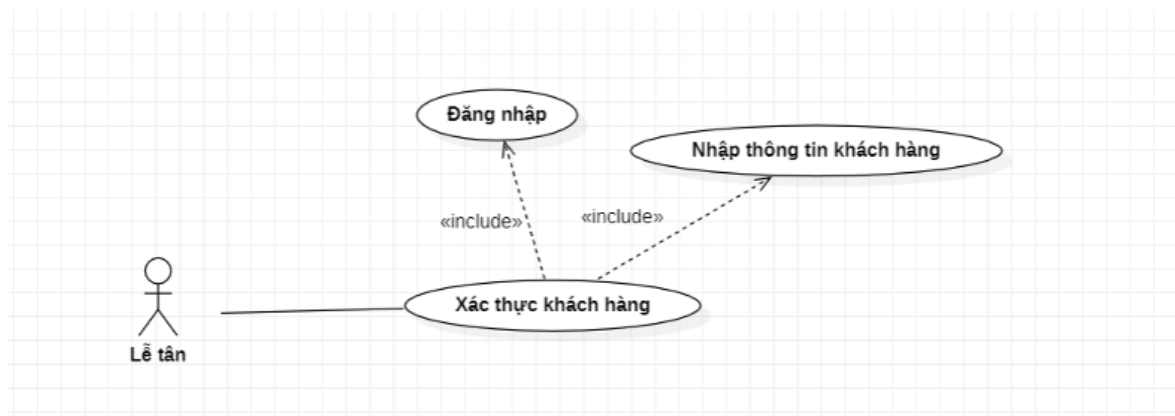 Đăng nhập
Nhập thông tin khách hàng
«include»
«include»
Xác thực khách hàng
Lễ tân